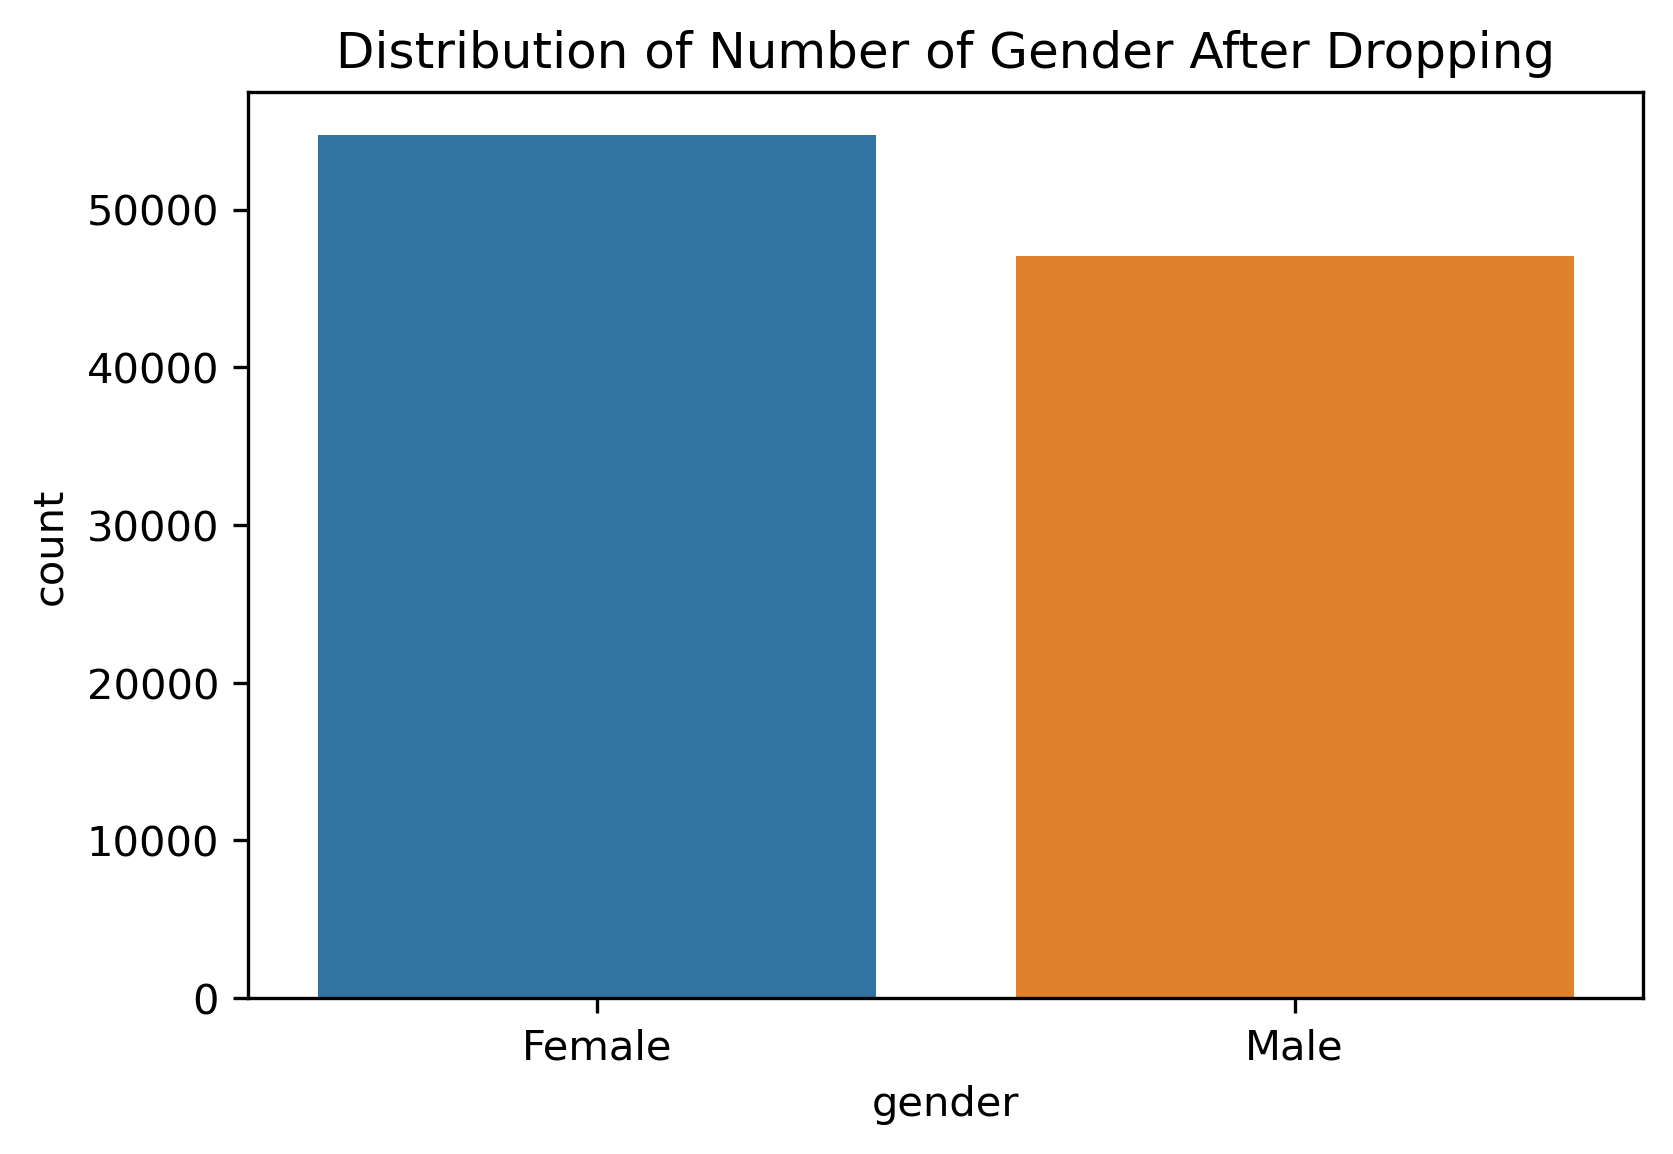 Distribution of Number of Gender After Dropping
count
50000
40000
30000
20000
10000
0
Female Male
gender